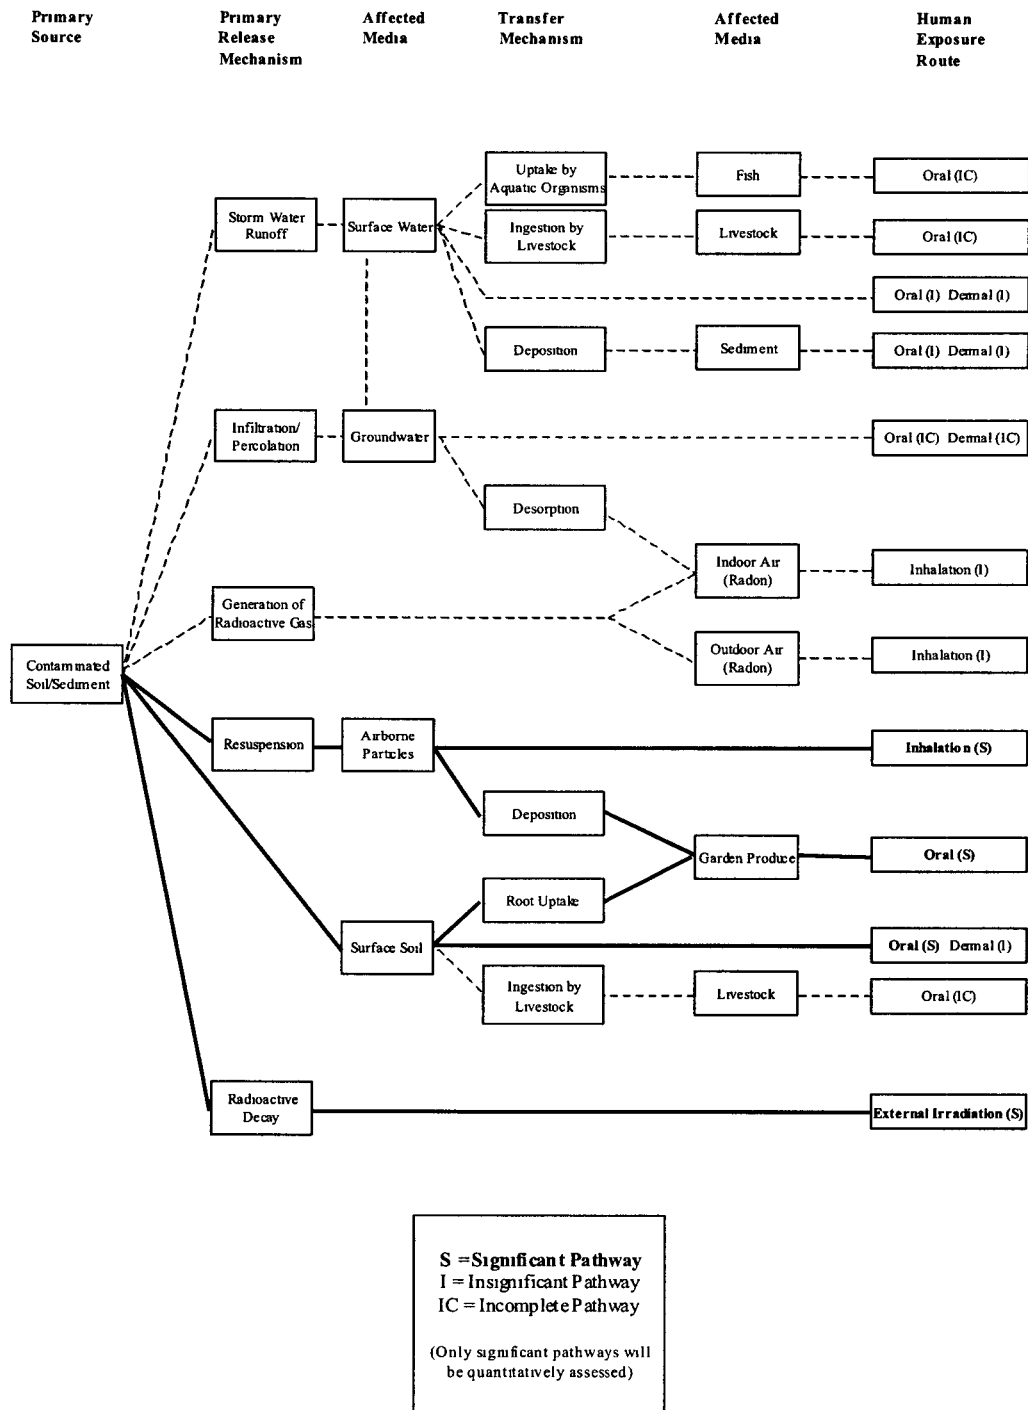 Primary Source
Primary Release Mechanism
Affected Media
Transfer Mechanism
Affected Media
Human Exposure Route
Uptake by
Aquatic Organisms
Fish
Oral (IC)
Storm Water
Runoff
Surface Water
Ingestion by
Livestock
Livestock
Oral (IC)
Oral (I) Dermal (I)
Deposition
Sediment
Oral (I) Dermal (I)
Infiltration/
Percolation
Groundwater
Oral (IC) Dermal (IC)
Desorption
Indoor Air
(Radon)
Inhalation (I)
Generation of
Radioactive Gas
Outdoor Air
(Radon)
Inhalation (I)
Contaminated
Soil/Sediment
Resuspension
Airborne
Particles
Inhalation (S)
Deposition
Garden Produce
Oral (S)
Root Uptake
Surface Soil
Oral (S) Dermal (I)
Ingestion by
Livestock
Livestock
Oral (IC)
Radioactive
Decay
External Irradiation (S)
S =Significant Pathway
I = Insignificant Pathway
IC = Incomplete Pathway
(Only significant pathways will
be quantitatively assessed)